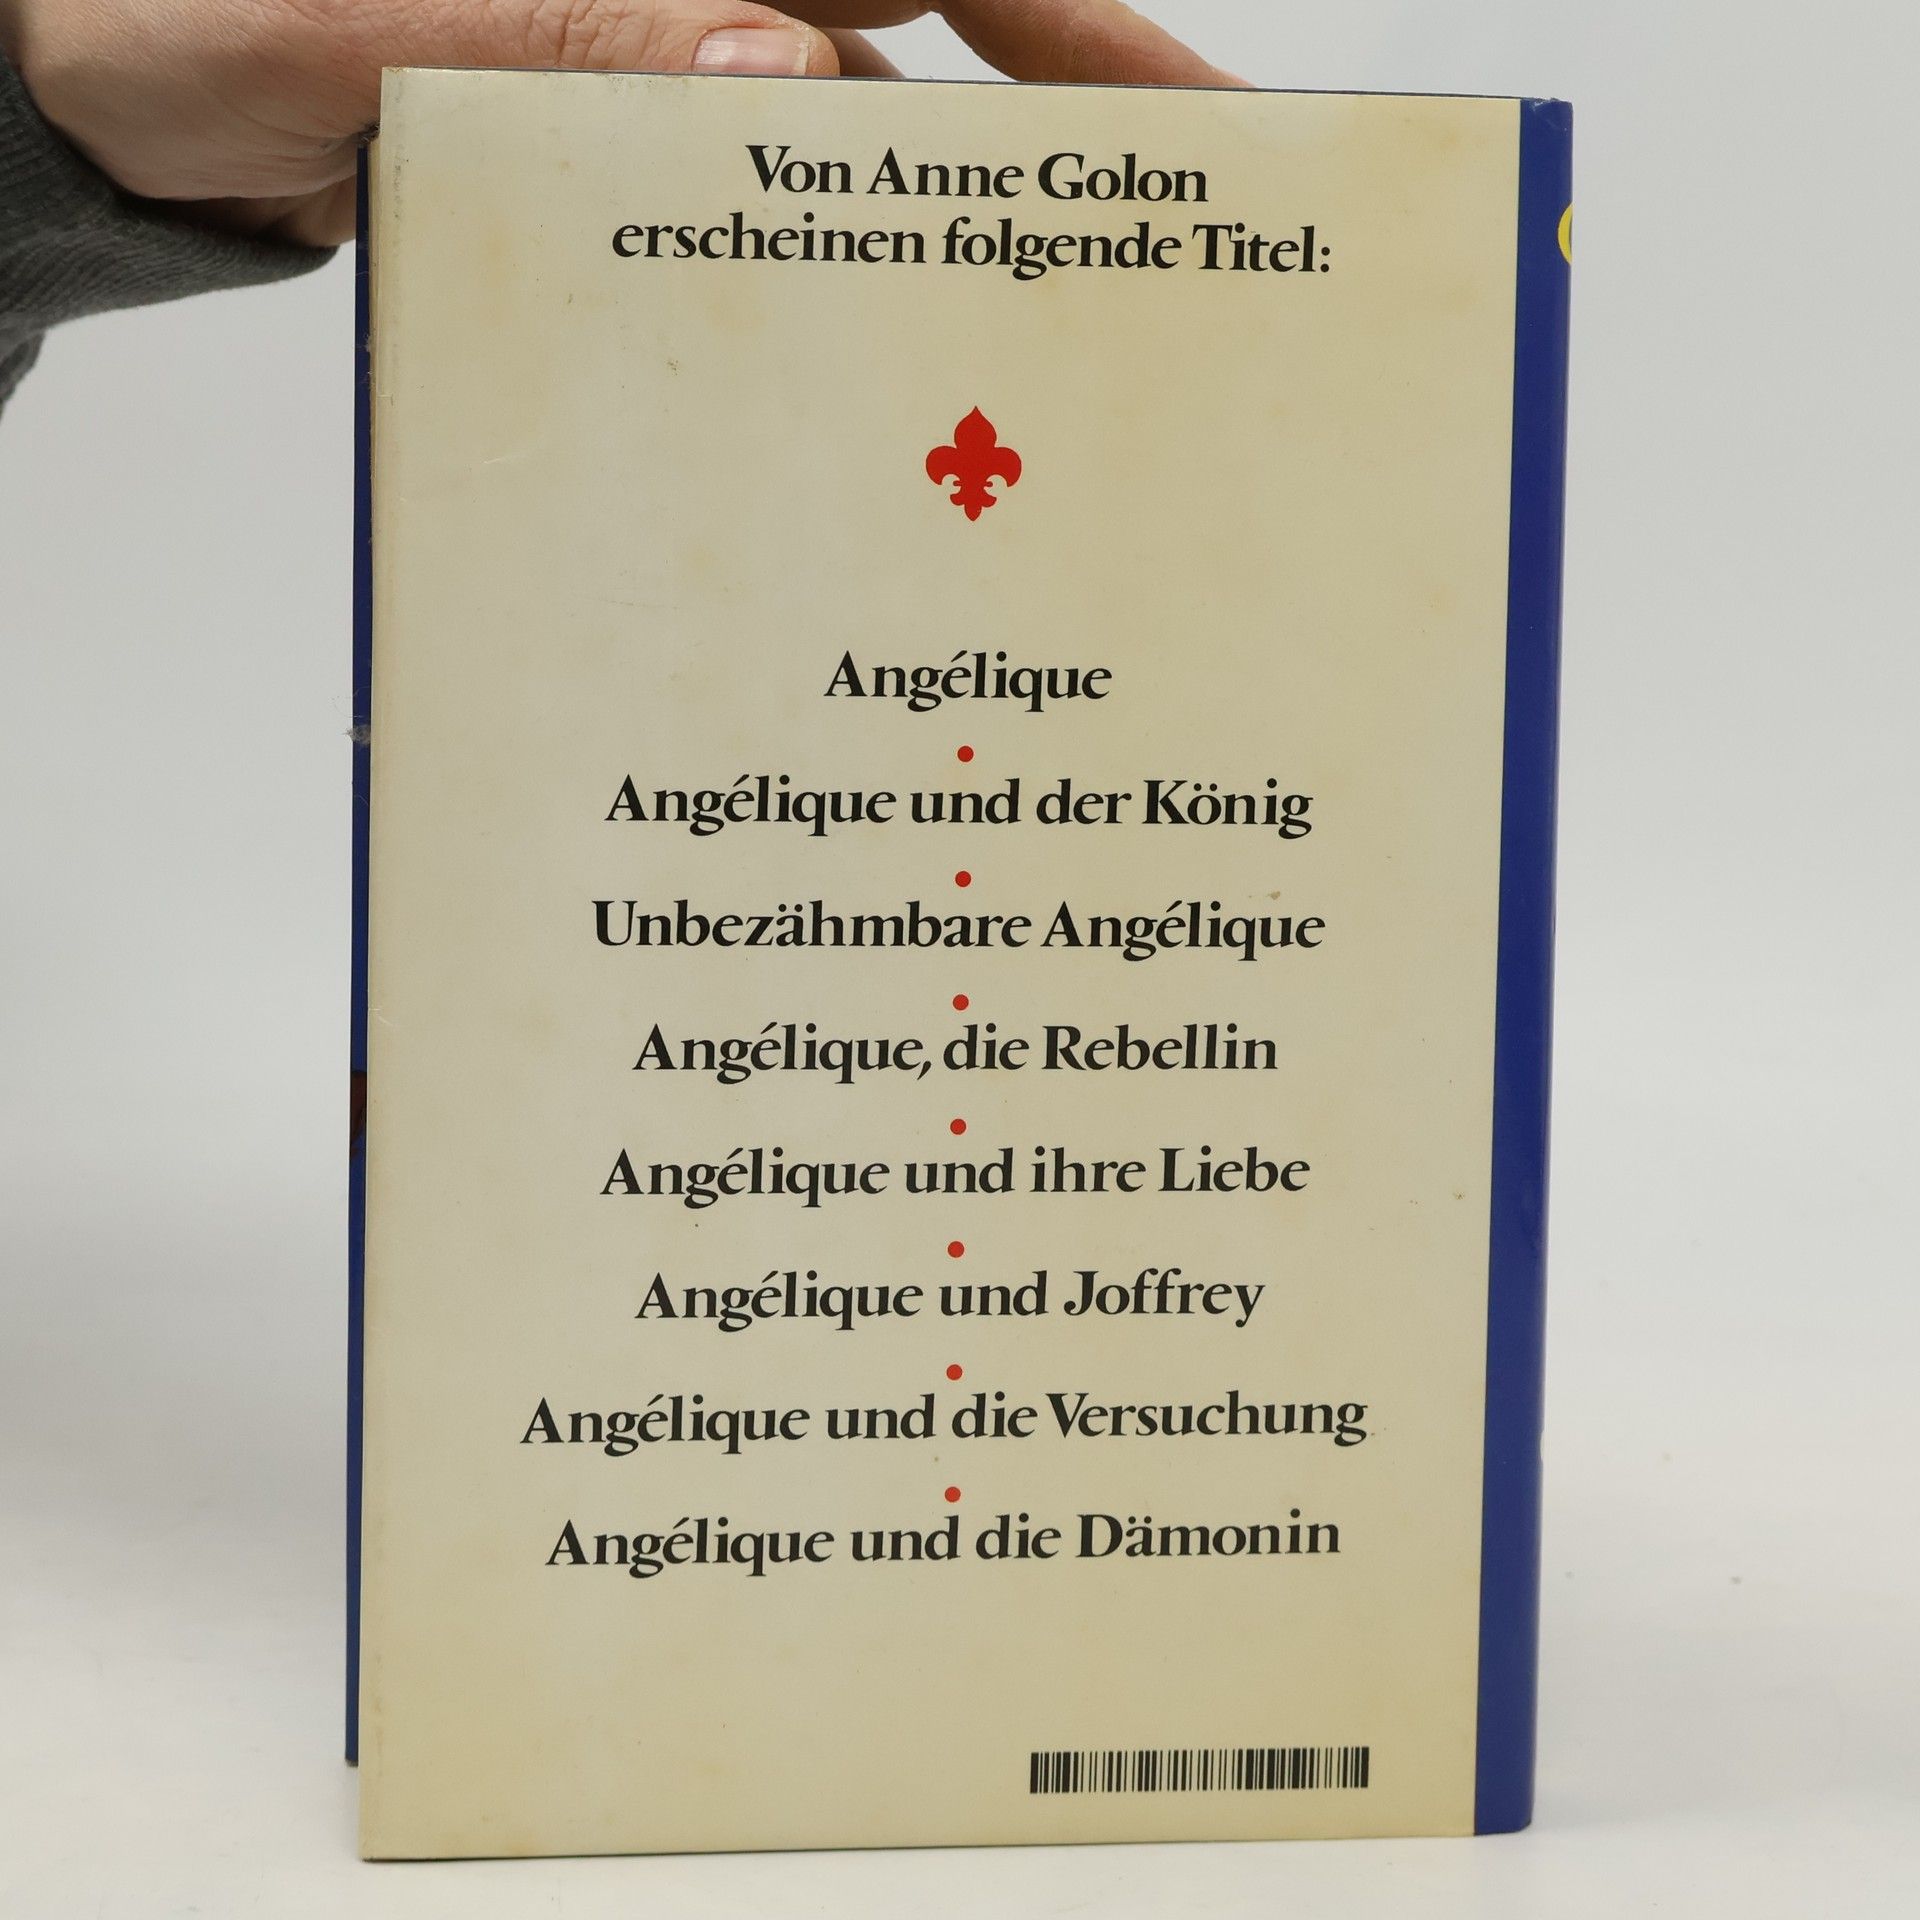 Von Anne Golon
erscheinen folgende Titel:
Angélique
Angélique und der König
Unbezähmbare Angélique
Angélique, die Rebellin
Angélique und ihre Liebe
Angélique und Joffrey
Angélique und die Versuchung
Angélique und die Dämonin